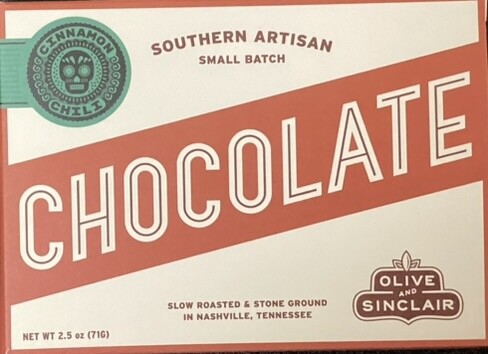 CINNAMON
CHILI
SOUTHERN ARTISAN
SMALL BATCH
CHOCOLATE
SLOW ROASTED & STONE GROUND
IN NASHVILLE, TENNESSEE
OLIVE
AND
SINCLAIR
NET WT 2.5 oz (71G)